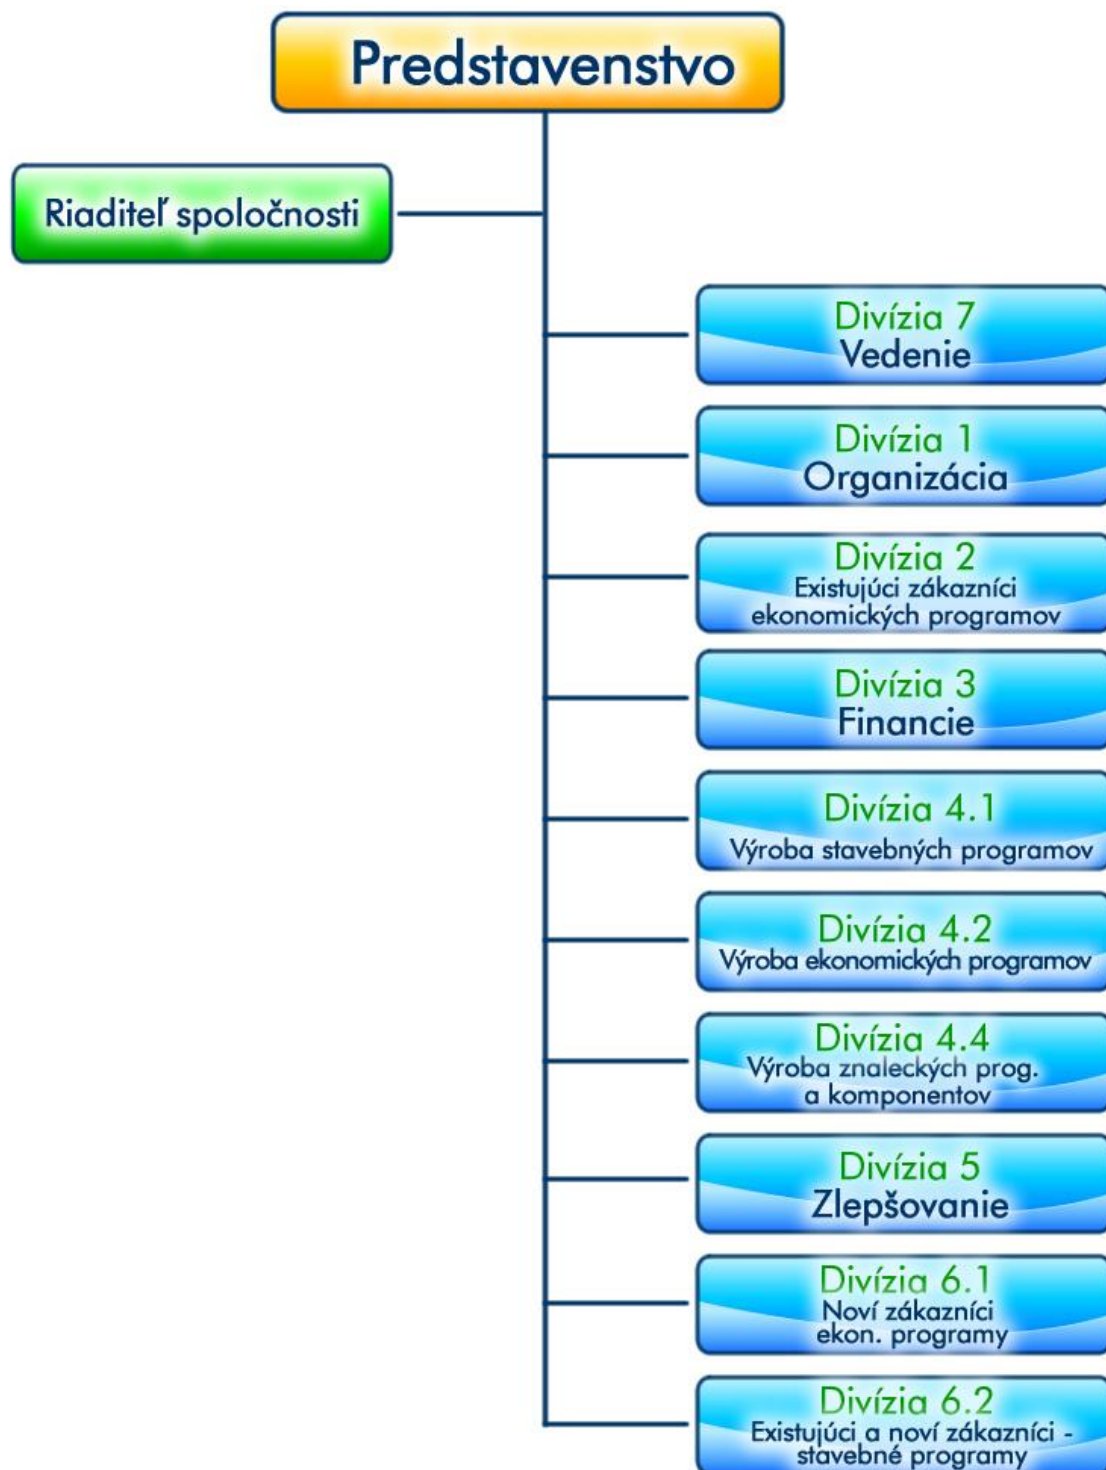 Predstavenstvo
Riaditeľ spoločnosti
Divízia 7
Vedenie
Divízia 1
Organizácia
Divízia 2
Existujúci zákazníci
ekonomických programov
Divízia 3
Financie
Divízia 4.1
Výroba stavebných programov
Divízia 4.2
Výroba ekonomických programov
Divízia 4.4
Výroba znaleckých prog.
a komponentov
Divízia 5
Zlepšovanie
Divízia 6.1
Noví zákazníci
ekon. programy
Divízia 6.2
Existujúci a noví zákazníci -
stavebné programy